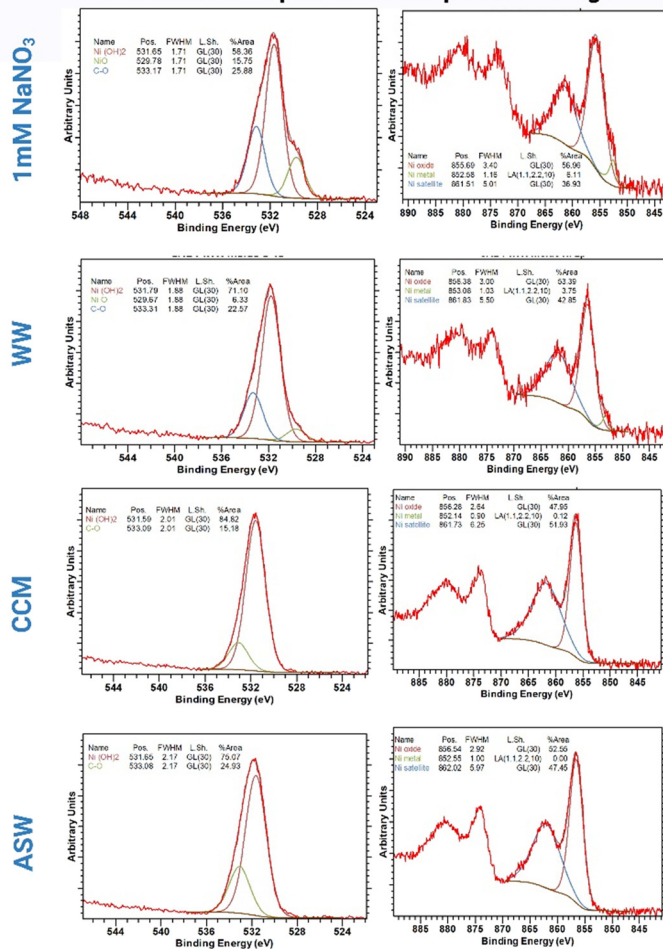 1mM NaNO3
Name Pos. FWHM L.Sh. %Area
Ni (OH)2 531.65 1.71 GL(30) 58.36
NiO 529.78 1.71 GL(30) 15.75
C-O 533.17 1.71 GL(30) 25.88
Arbitrary Units
548 544 540 536 532 528 524
Binding Energy (eV)
Arbitrary Units
Name Pos. FWHM L.Sh. %Area
Ni oxide 855.69 3.40 GL(30) 56.96
Ni metal 852.58 1.16 LA(1.1,2.2,10) 6.11
Ni satellite 861.51 5.01 GL(30) 36.93
890 880 870 860 850
Binding Energy (eV)
WW
Name Pos. FWHM L.Sh. %Area
Ni (OH)2 531.79 1.88 GL(30) 71.10
Ni O 529.67 1.88 GL(30) 6.33
C-O 533.31 1.88 GL(30) 22.57
Arbitrary Units
544 540 536 532 528 524
Binding Energy (eV)
Name Pos. FWHM L.Sh. %Area
Ni oxide 856.38 3.00 GL(30) 53.39
Ni metal 853.08 1.03 LA(1.1,2.2,10) 3.75
Ni satellite 861.83 5.50 GL(30) 42.85
Arbitrary Units
890 885 880 875 870 865 860 855 850 845
Binding Energy (eV)
CCM
Name Pos. FWHM L.Sh. %Area
Ni (OH)2 531.59 2.01 GL(30) 84.82
C-O 533.09 2.01 GL(30) 15.18
Arbitrary Units
544 540 536 532 528 524
Binding Energy (eV)
Name Pos. FWHM L.Sh. %Area
Ni oxide 856.28 2.64 GL(30) 47.95
Ni metal 852.14 0.90 LA(1.1,2.2,10) 0.12
Ni satellite 861.73 6.25 GL(30) 51.93
Arbitrary Units
885 880 875 870 865 860 855 850 845
Binding Energy (eV)
ASW
Name Pos. FWHM L.Sh. %Area
Ni (OH)2 531.65 2.17 GL(30) 75.07
C-O 533.08 2.17 GL(30) 24.93
Arbitrary Units
544 540 536 532 528 524
Binding Energy (eV)
Name Pos. FWHM L.Sh. %Area
Ni oxide 856.54 2.92 GL(30) 52.55
Ni metal 852.55 1.00 LA(1.1,2.2,10) 0.00
Ni satellite 862.02 5.97 GL(30) 47.45
Arbitrary Units
885 880 875 870 865 860 855 850 845
Binding Energy (eV)